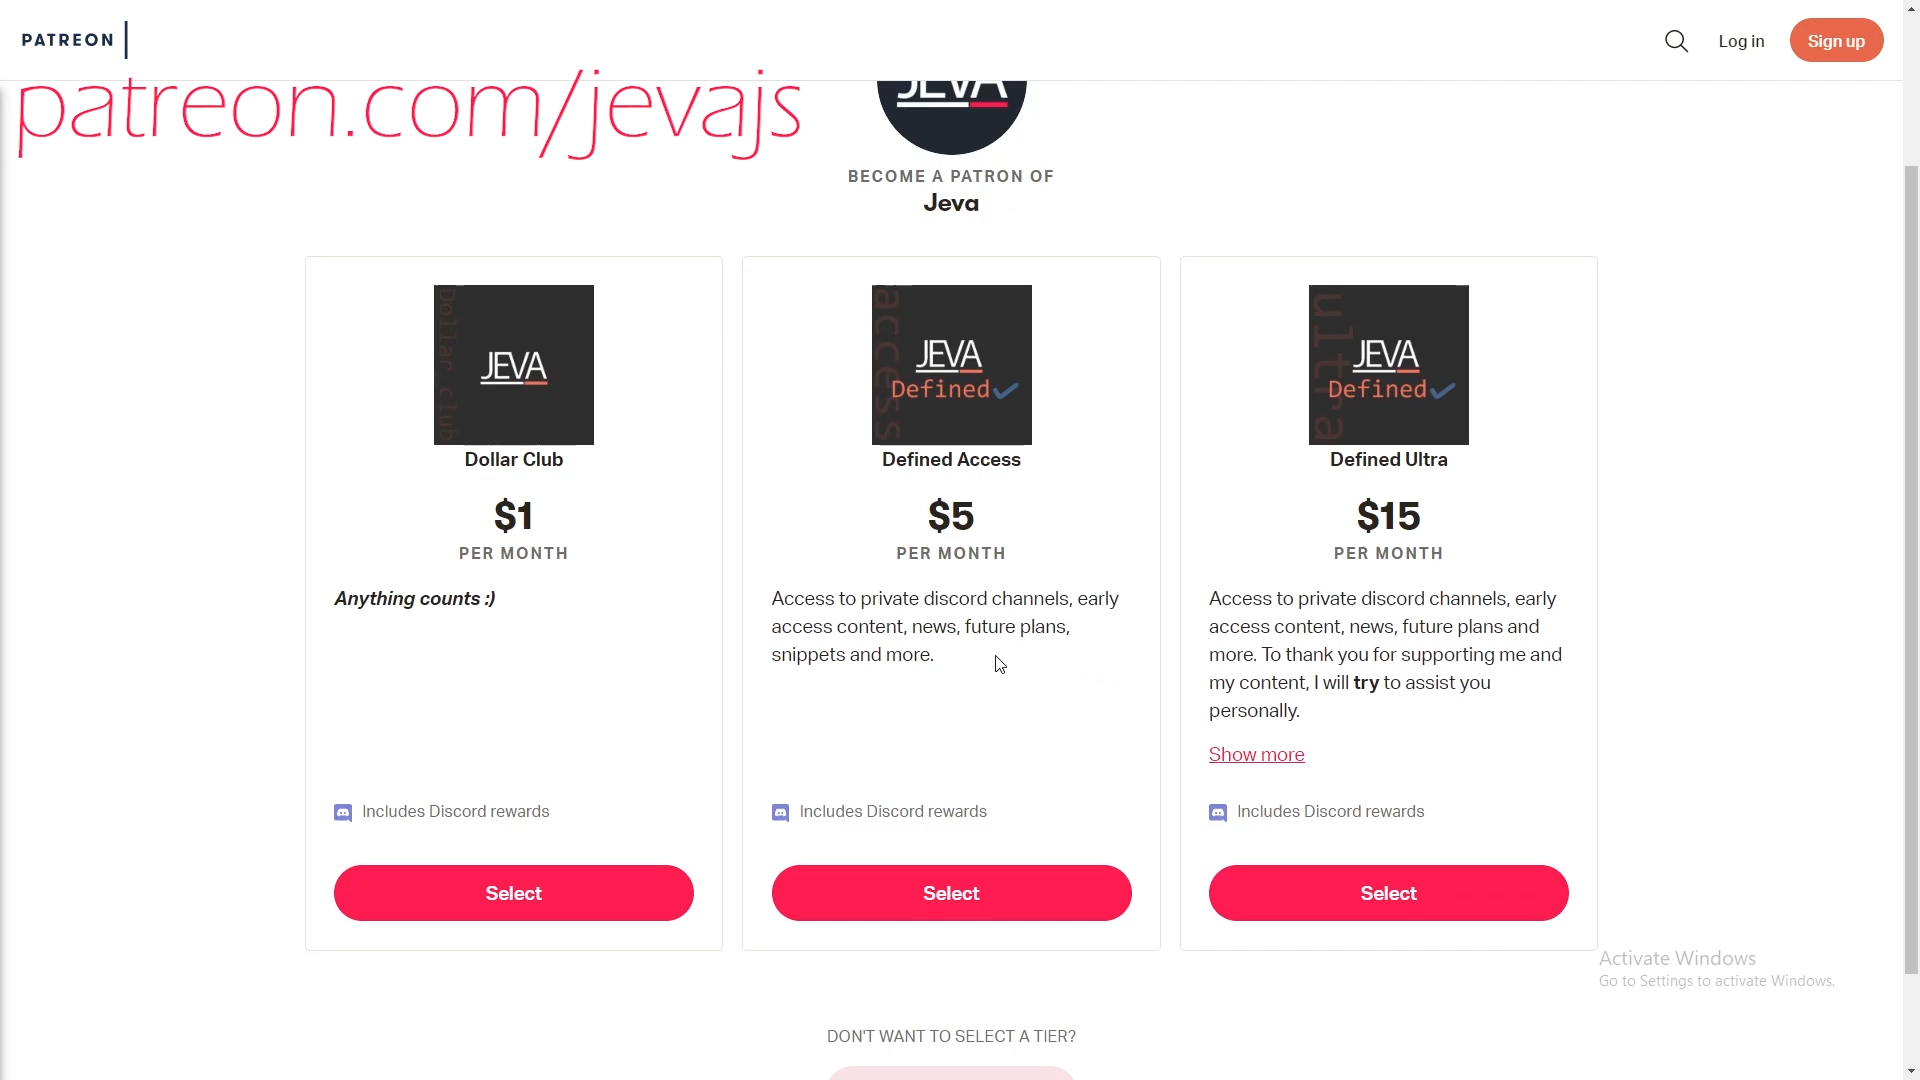 PATREON
Log in
Sign up
patreon.com/jevajs
JEVA
BECOME A PATRON OF
Jeva
Dollar club
JEVA
Dollar Club
$1
PER MONTH
Anything counts :)
Includes Discord rewards
Select
access
JEVA
Defined
Defined Access
$5
PER MONTH
Access to private discord channels, early
access content, news, future plans,
snippets and more.
Includes Discord rewards
Select
ultra
JEVA
Defined
Defined Ultra
$15
PER MONTH
Access to private discord channels, early
access content, news, future plans and
more. To thank you for supporting me and
my content, I will try to assist you
personally.
Show more
Includes Discord rewards
Select
Activate Windows
Go to Settings to activate Windows.
DON'T WANT TO SELECT A TIER?